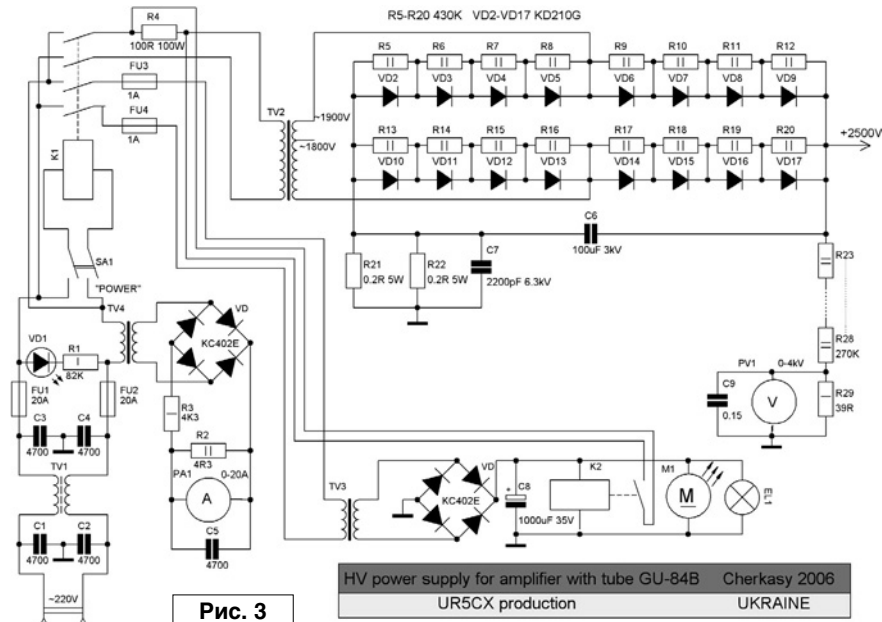 R5-R20 430K VD2-VD17 KD210G
R4
100R 100W
FU3
1A
FU4
1A
K1
SA1
"POWER"
TV2
~1900V
~1800V
R5 R6 R7 R8 R9 R10 R11 R12
VD2 VD3 VD4 VD5 VD6 VD7 VD8 VD9
R13 R14 R15 R16 R17 R18 R19 R20
VD10 VD11 VD12 VD13 VD14 VD15 VD16 VD17
+2500V
C6
100uF 3kV
R21
0.2R 5W
R22
0.2R 5W
C7
2200pF 6.3kV
R23
R28
270K
R29
39R
PV1 0-4kV
V
C9
0.15
TV4
VD
KC402E
VD1
R1
82K
FU1
20A
FU2
20A
C3 C4
4700 4700
TV1
C1 C2
4700 4700
~220V
R3
4K3
R2
4R3
PA1 0-20A
A
C5
4700
TV3
VD
KC402E
+
C8
1000uF 35V
K2
M1
M
EL1
Рис. 3
HV power supply for amplifier with tube GU-84B Cherkasy 2006
UR5CX production UKRAINE